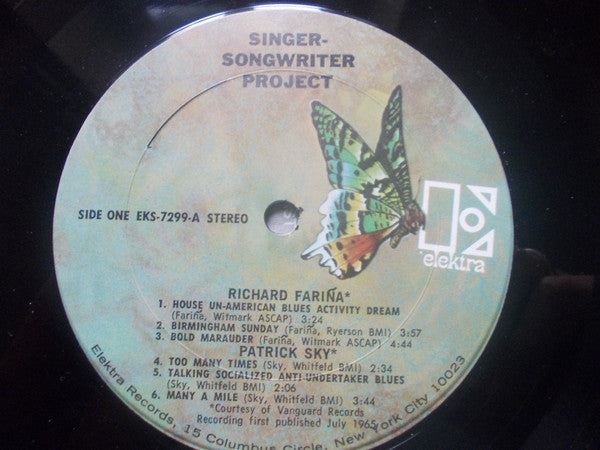 SINGER-
SONGWRITER
PROJECT
SIDE ONE EKS-7299-A STEREO
elektra
RICHARD FARIÑA*
1. HOUSE UN-AMERICAN BLUES ACTIVITY DREAM
(Fariña, Witmark ASCAP) 3:24
2. BIRMINGHAM SUNDAY (Fariña, Ryerson BMI) 3:57
3. BOLD MARAUDER (Fariña, Witmark ASCAP) 4:44
PATRICK SKY*
4. TOO MANY TIMES (Sky, Whitfeld BMI) 2:34
5. TALKING SOCIALIZED ANTI-UNDERTAKER BLUES
(Sky, Whitfeld BMI) 2:06
6. MANY A MILE (Sky, Whitfeld BMI) 3:44
*Courtesy of Vanguard Records
Recording first published July 1965
Elektra Records, 15 Columbus Circle, New York City 10023